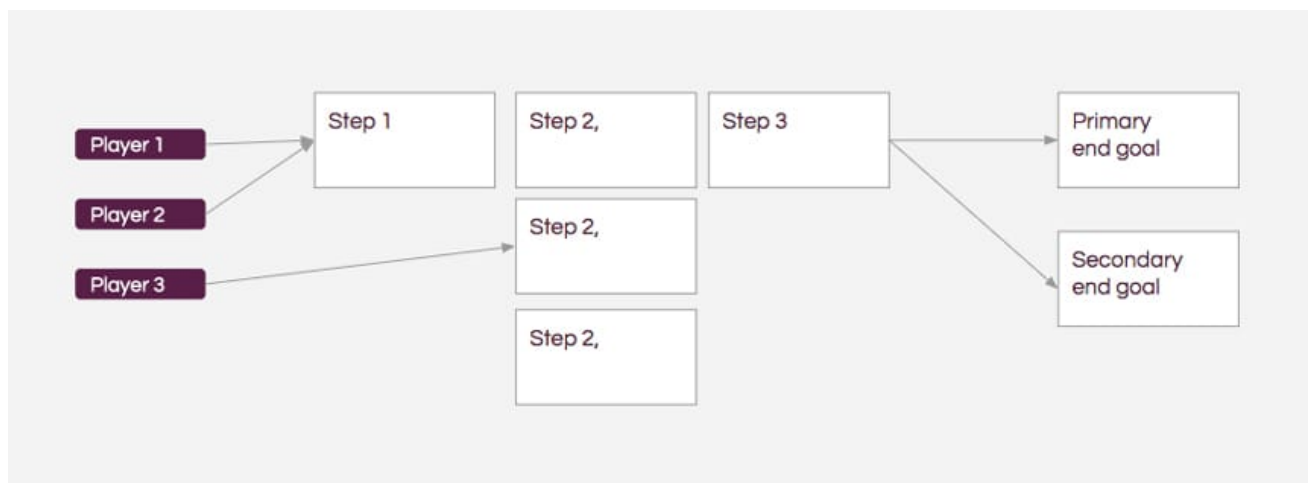 Player 1
Player 2
Player 3
Step 1
Step 2,
Step 2,
Step 2,
Step 3
Primary
end goal
Secondary
end goal